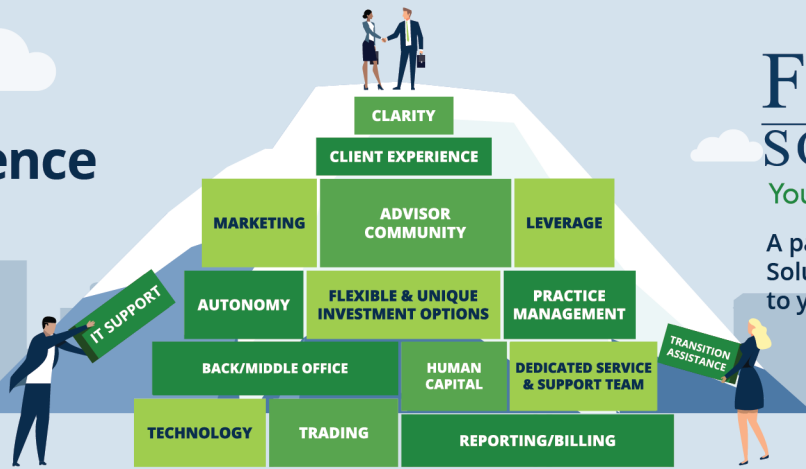 CLARITY
CLIENT EXPERIENCE
MARKETING
ADVISOR
COMMUNITY
LEVERAGE
AUTONOMY
FLEXIBLE & UNIQUE
INVESTMENT OPTIONS
PRACTICE
MANAGEMENT
IT SUPPORT
BACK/MIDDLE OFFICE
HUMAN
CAPITAL
DEDICATED SERVICE
& SUPPORT TEAM
TRANSITION
ASSISTANCE
TECHNOLOGY
TRADING
REPORTING/BILLING
ence
F
SO
You
A pa
Solu
to y